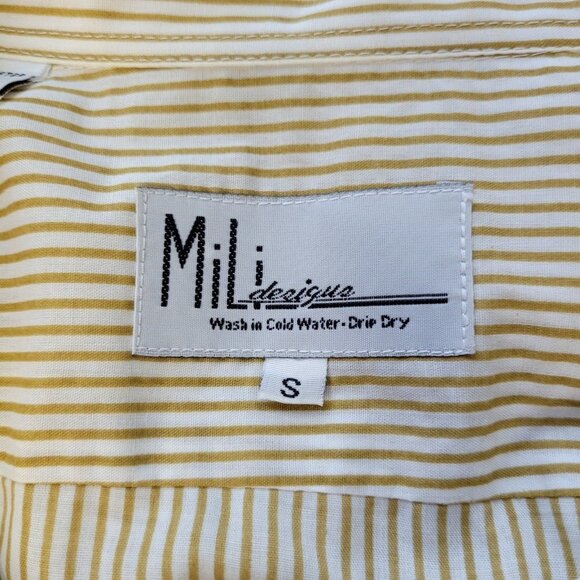 MiLi
designs
Wash in Cold Water-Drip Dry
S